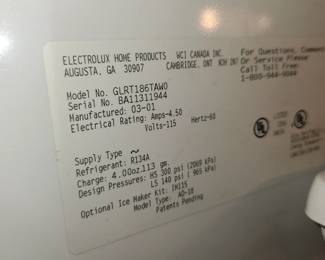 ELECTROLUX HOME PRODUCTS WCI CANADA INC.
AUGUSTA, GA 30907 CAMBRIDGE, ONT
For Questions, Comments
Or Service Please
Call Toll Free:
1-800-944-9044
Model No. GLRT186TAW0
Serial No. BA11311944
Manufactured: 03-01
Electrical Rating: Amps-4.50
Volts-115 Hertz-60
Supply Type ~
Refrigerant: R134A
Charge: 4.00oz.113 gm.
Design Pressures: HS 300 psi (2069 kPa)
LS 140 psi ( 965 kPa)
Optional Ice Maker Kit: IM115
Model Type: AD-18
Patents Pending
LISTED